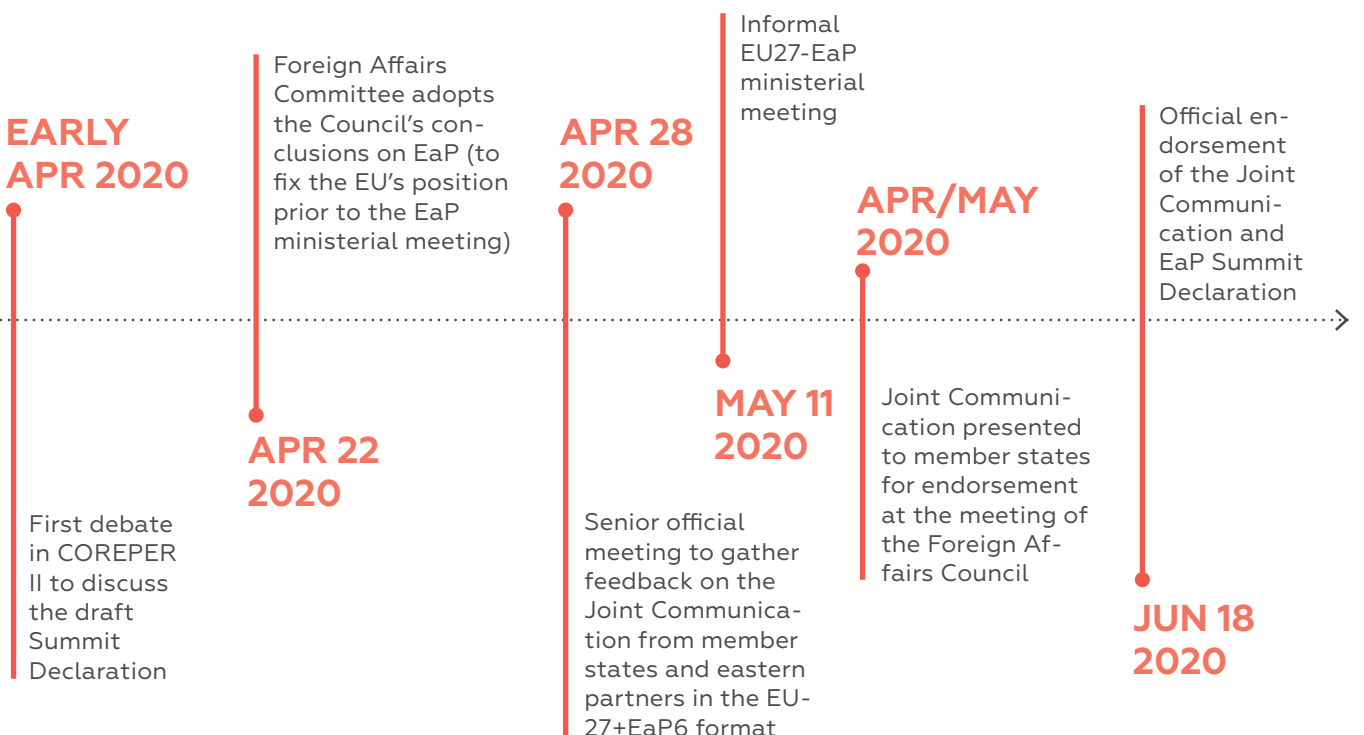 EARLY
APR 2020
First debate
in COREPER
II to discuss
the draft
Summit
Declaration
Foreign Affairs
Committee adopts
the Council's con-
clusions on EaP (to
fix the EU's position
prior to the EaP
ministerial meeting)
APR 22
2020
APR 28
2020
Senior official
meeting to gather
feedback on the
Joint Communica-
tion from member
states and eastern
partners in the EU-
27+EaP6 format
Informal
EU27-EaP
ministerial
meeting
MAY 11
2020
APR/MAY
2020
Joint Communi-
cation presented
to member states
for endorsement
at the meeting of
the Foreign Af-
fairs Council
Official en-
dorsement
of the Joint
Communi-
cation and
EaP Summit
Declaration
JUN 18
2020